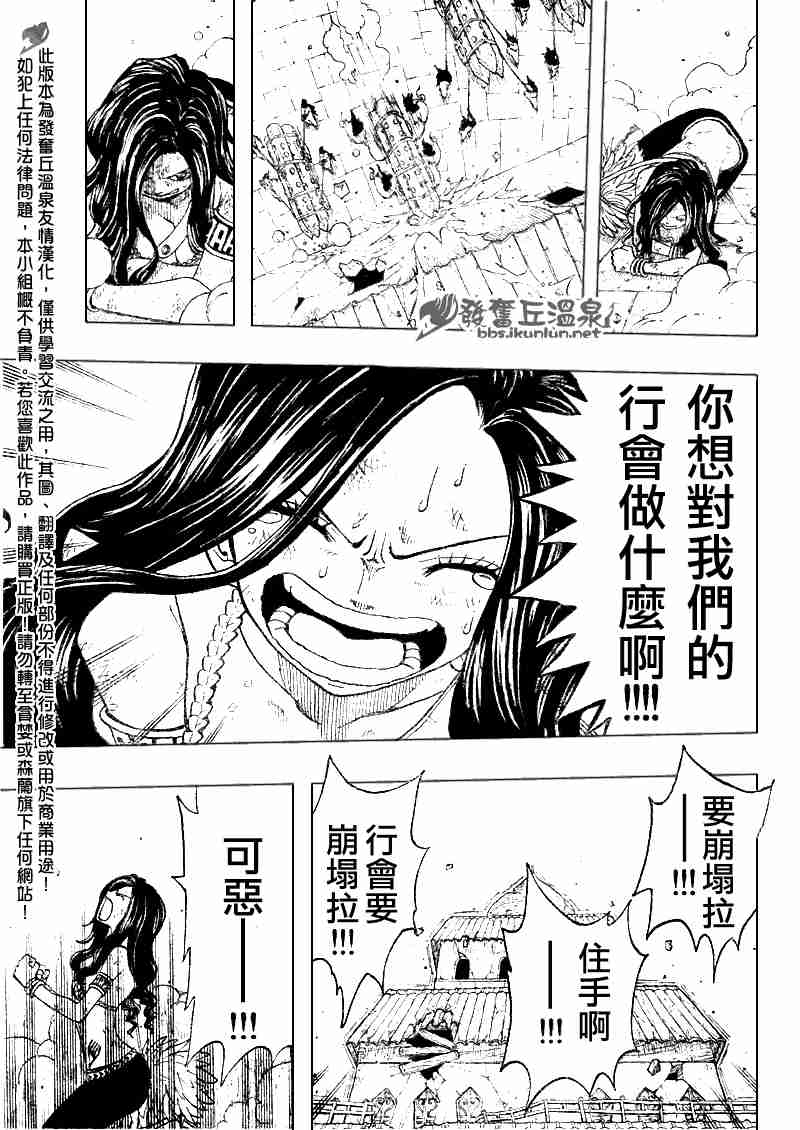 此版本為發奮丘溫泉友情漢化，僅供學習交流之用，其圖、翻譯及任何部份不得進行修改或用於商業用途！
如犯上任何法律問題，本小組概不負責。若您喜歡此作品，請購買正版！請勿轉至貪婪或森蘭旗下任何網站！
發奮丘溫泉
bbs.ikunlun.net
你想對我們的
行會做什麼啊!!!!
要崩塌拉
——!!!
住手啊
——!!!
行會要
崩塌拉
!!!
可惡——!!!